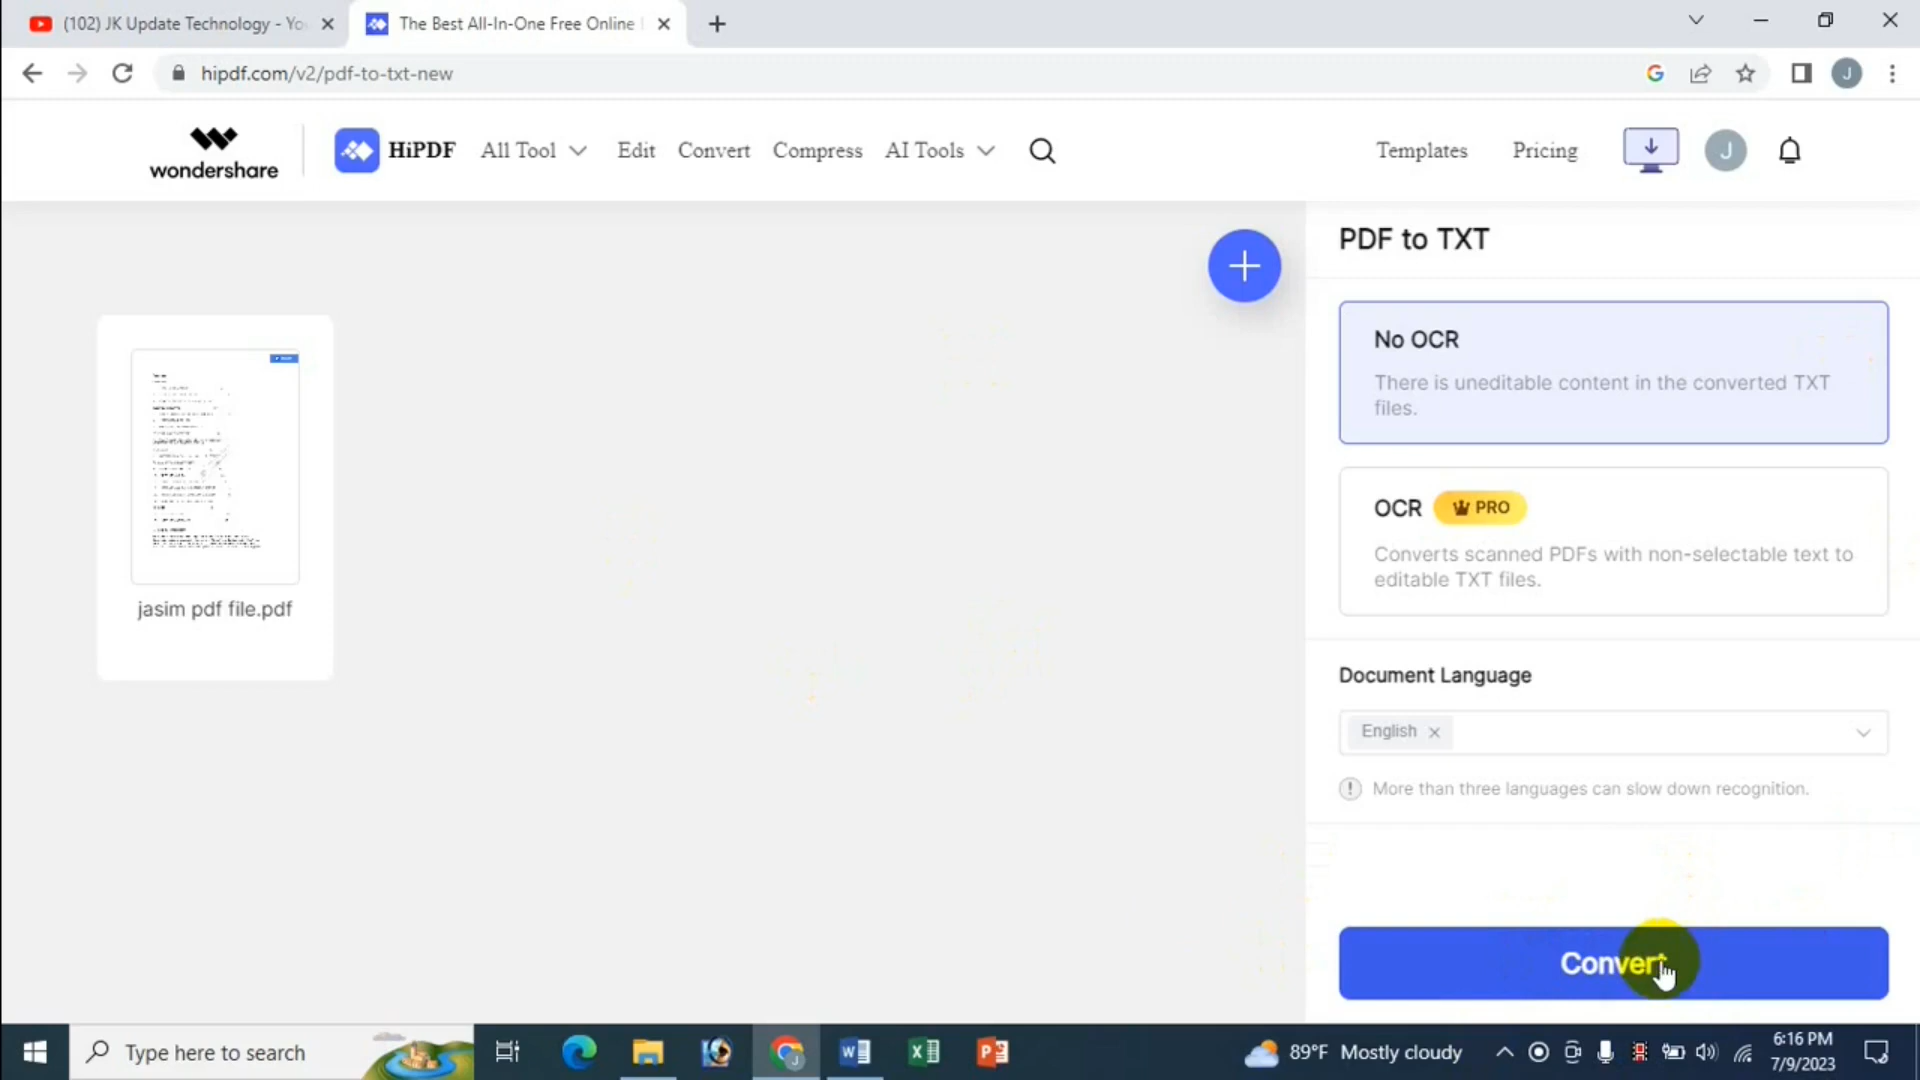 (102) JK Update Technology - Yo
The Best All-In-One Free Online
hipdf.com/v2/pdf-to-txt-new
J
wondershare
HiPDF
All Tool
Edit
Convert
Compress
AI Tools
Templates
Pricing
J
PDF to TXT
No OCR
There is uneditable content in the converted TXT
files.
OCR PRO
Converts scanned PDFs with non-selectable text to
editable TXT files.
jasim pdf file.pdf
Document Language
English
More than three languages can slow down recognition.
Convert
Type here to search
89°F Mostly cloudy
6:16 PM
7/9/2023